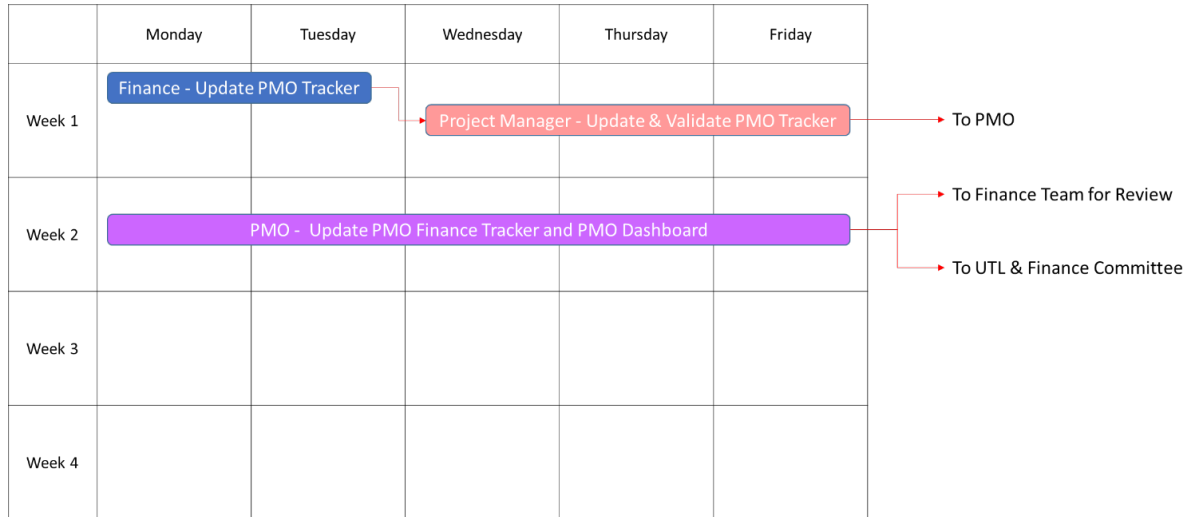 Monday Tuesday Wednesday Thursday Friday
Week 1
Finance - Update PMO Tracker
Project Manager - Update & Validate PMO Tracker
To PMO
Week 2
PMO -  Update PMO Finance Tracker and PMO Dashboard
To Finance Team for Review
To UTL & Finance Committee
Week 3
Week 4